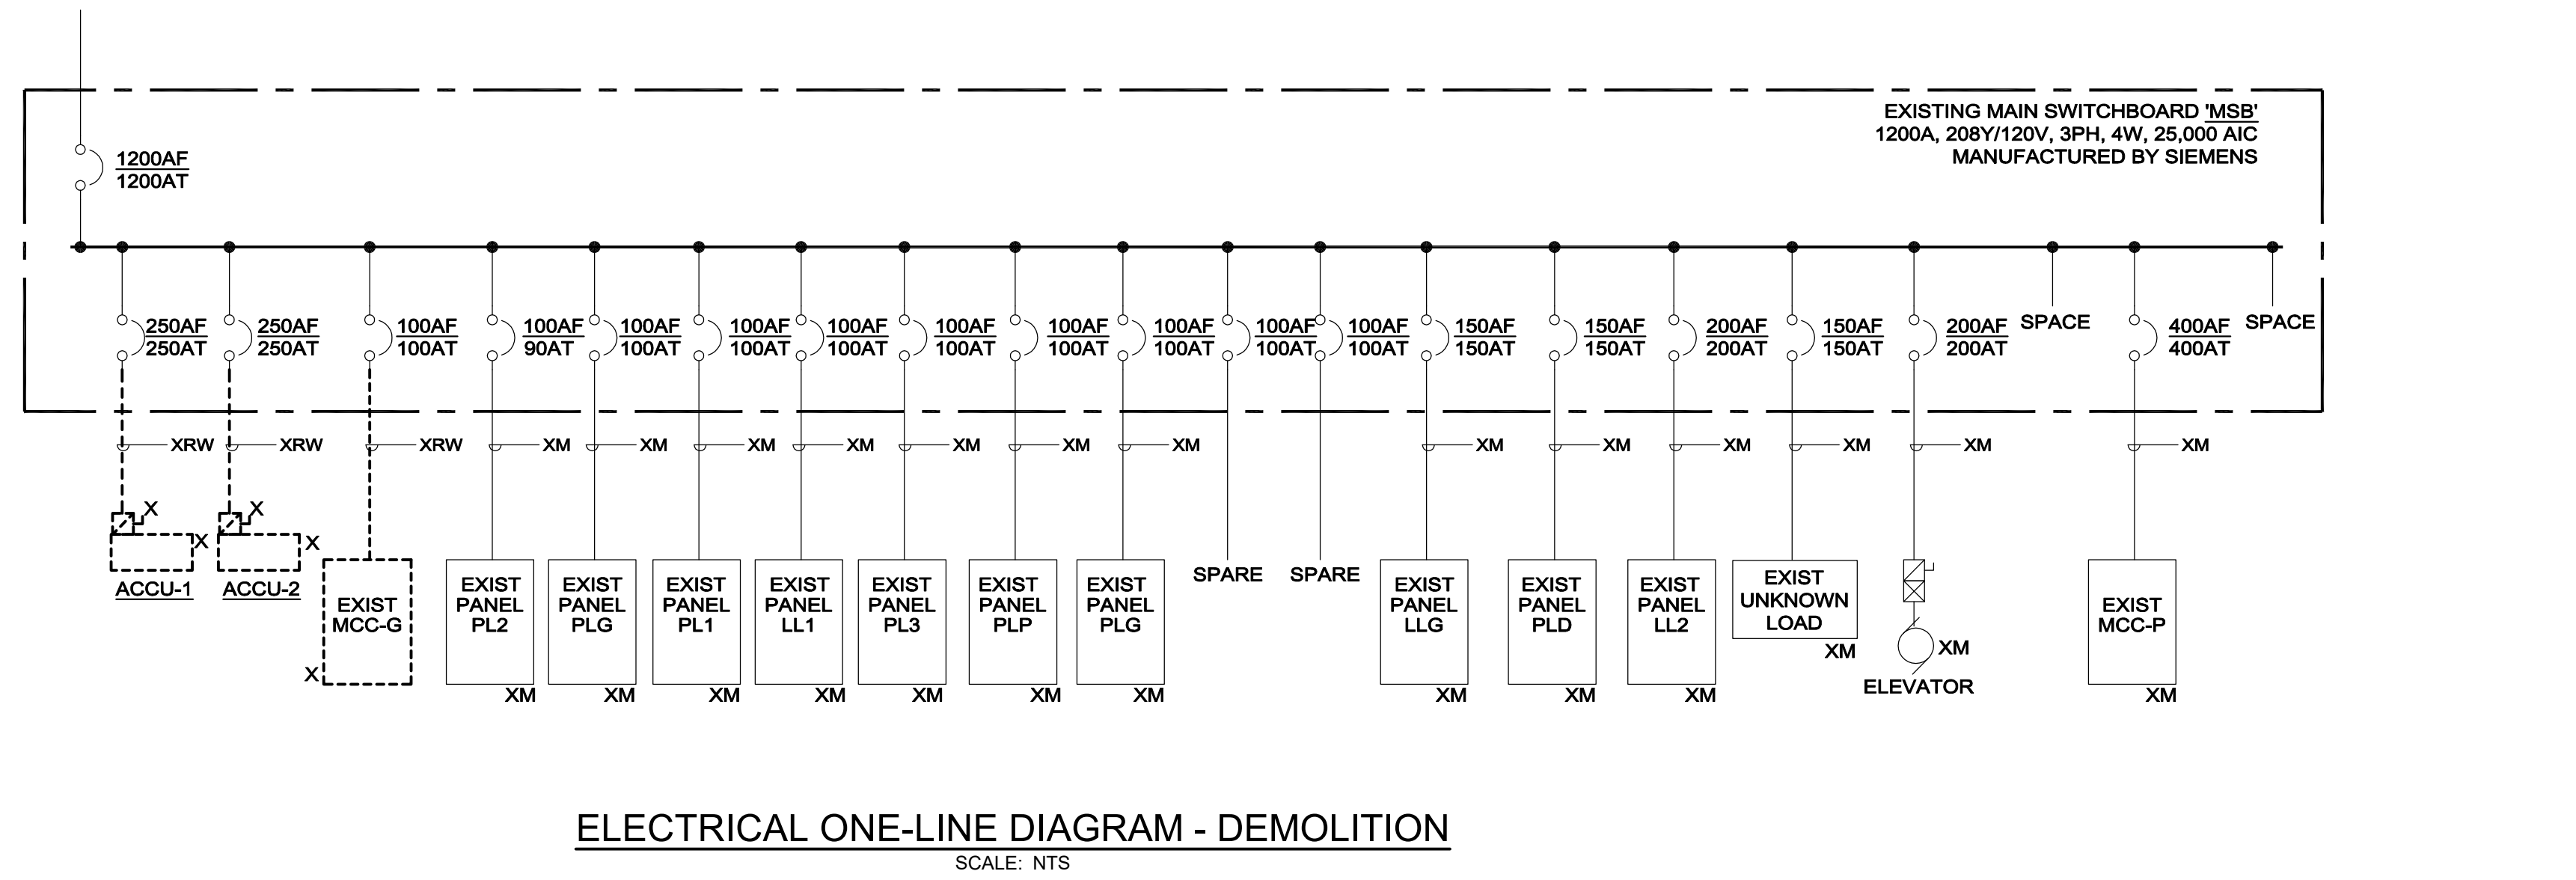 EXISTING MAIN SWITCHBOARD 'MSB'
1200A, 208Y/120V, 3PH, 4W, 25,000 AIC
MANUFACTURED BY SIEMENS
1200AF
1200AT
250AF
250AT
250AF
250AT
100AF
100AT
100AF
90AT
100AF
100AT
100AF
100AT
100AF
100AT
100AF
100AT
100AF
100AT
100AF
100AT
100AF
100AT
100AF
100AT
150AF
150AT
150AF
150AT
200AF
200AT
150AF
150AT
200AF
200AT
SPACE
400AF
400AT
SPACE
XRW
XRW
XRW
XM
XM
XM
XM
XM
XM
XM
XM
XM
XM
XM
XM
XM
X
X
ACCU-1
X
X
ACCU-2
EXIST
MCC-G
X
EXIST
PANEL
PL2
XM
EXIST
PANEL
PLG
XM
EXIST
PANEL
PL1
XM
EXIST
PANEL
LL1
XM
EXIST
PANEL
PL3
XM
EXIST
PANEL
PLP
XM
EXIST
PANEL
PLG
XM
SPARE
SPARE
EXIST
PANEL
LLG
XM
EXIST
PANEL
PLD
XM
EXIST
PANEL
LL2
XM
EXIST
UNKNOWN
LOAD
XM
XM
ELEVATOR
EXIST
MCC-P
XM
ELECTRICAL ONE-LINE DIAGRAM - DEMOLITION
SCALE: NTS